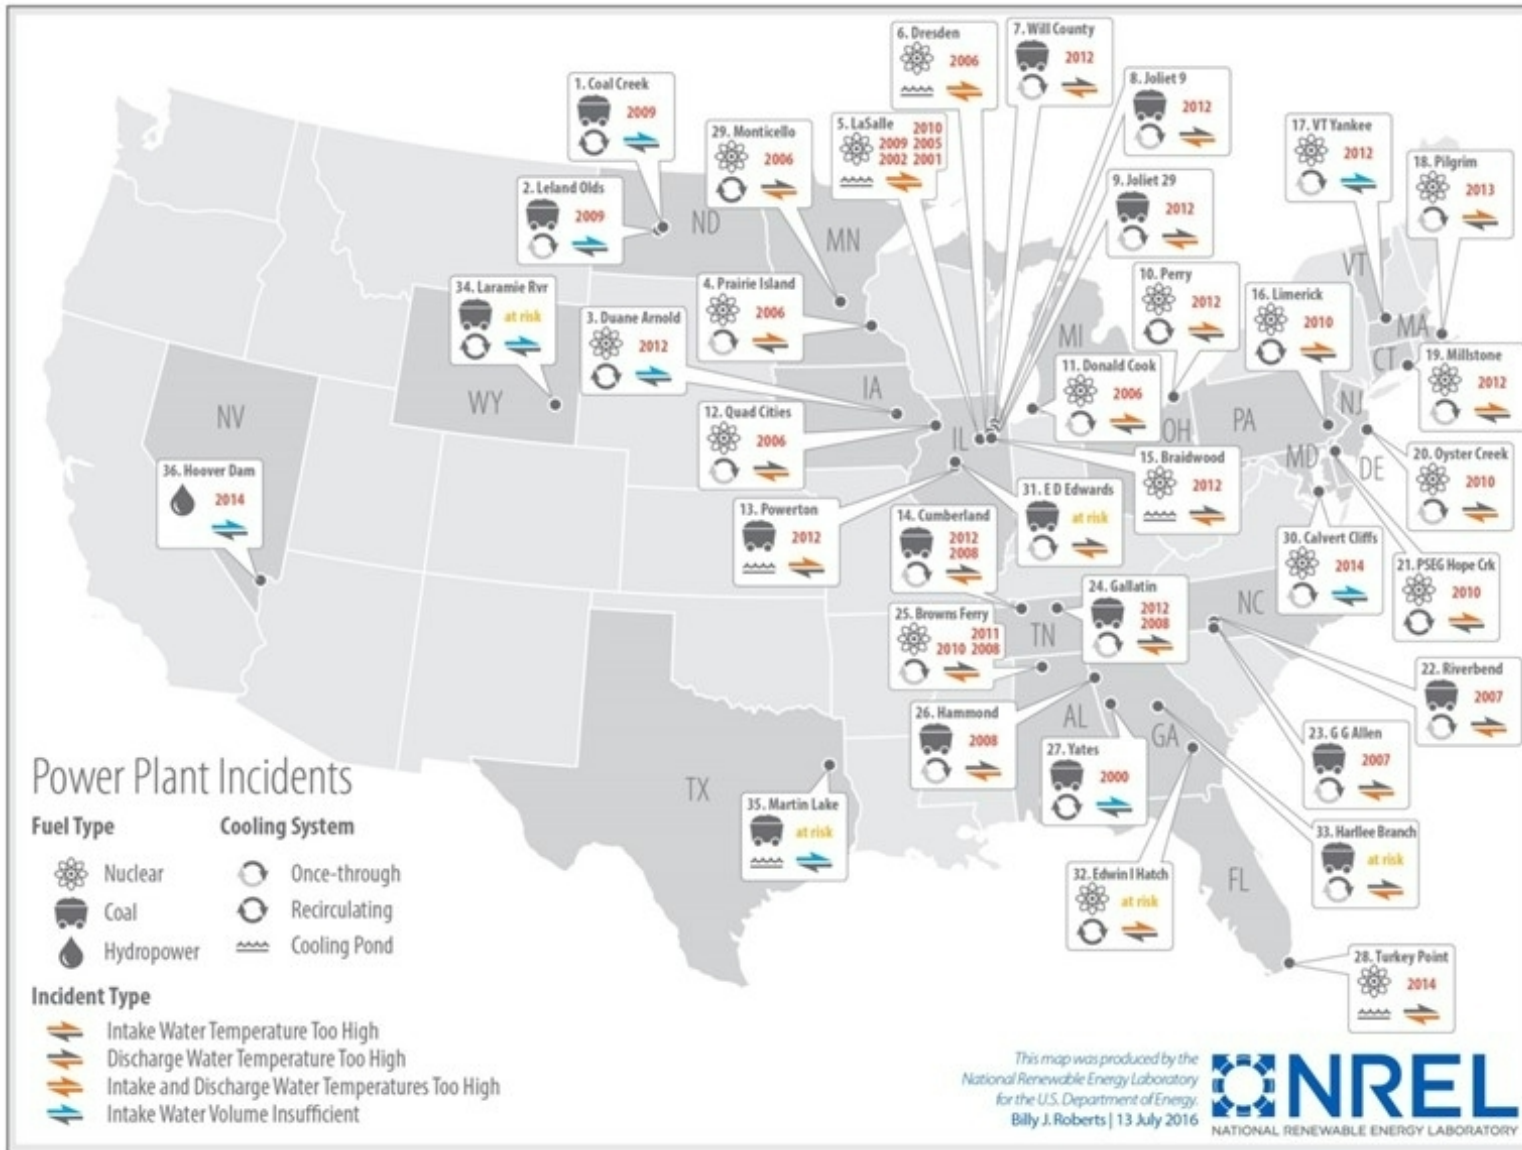 1. Coal Creek
2009
2. Leland Olds
2009
29. Monticello
2006
5. LaSalle
2010
2009 2005
2002 2001
6. Dresden
2006
7. Will County
2012
8. Joliet 9
2012
9. Joliet 29
2012
17. VT Yankee
2012
18. Pilgrim
2013
34. Laramie Rvr
at risk
3. Duane Arnold
2012
4. Prairie Island
2006
10. Perry
2012
16. Limerick
2010
11. Donald Cook
2006
19. Millstone
2012
12. Quad Cities
2006
15. Braidwood
2012
20. Oyster Creek
2010
36. Hoover Dam
2014
13. Powerton
2012
14. Cumberland
2012
2008
31. E D Edwards
at risk
30. Calvert Cliffs
2014
21. PSEG Hope Crk
2010
25. Browns Ferry
2011
2010 2008
24. Gallatin
2012
2008
22. Riverbend
2007
26. Hammond
2008
27. Yates
2000
23. G G Allen
2007
35. Martin Lake
at risk
32. Edwin I Hatch
at risk
33. Harllee Branch
at risk
28. Turkey Point
2014
ND
MN
WY
NV
IA
IL
MI
OH
PA
VT
MA
CT
NJ
MD
DE
NC
TN
AL
GA
TX
FL
Power Plant Incidents
Fuel Type
Nuclear
Coal
Hydropower
Cooling System
Once-through
Recirculating
Cooling Pond
Incident Type
Intake Water Temperature Too High
Discharge Water Temperature Too High
Intake and Discharge Water Temperatures Too High
Intake Water Volume Insufficient
This map was produced by the
National Renewable Energy Laboratory
for the U.S. Department of Energy.
Billy J. Roberts | 13 July 2016
NREL
NATIONAL RENEWABLE ENERGY LABORATORY